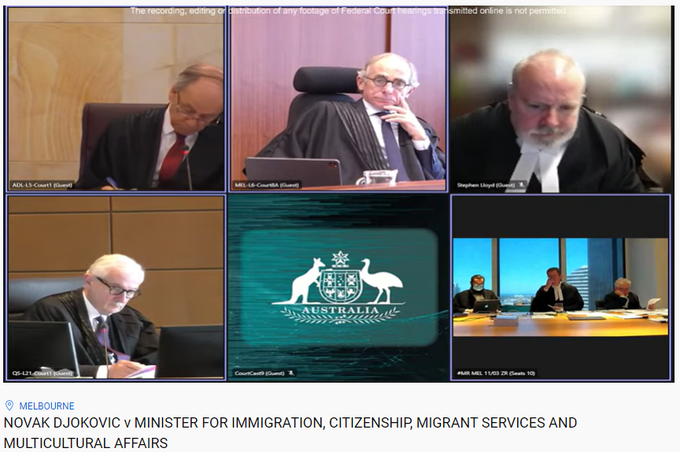 The recording, editing or distribution of any footage of Federal Court hearings transmitted online is not permitted
ADL-L5-Court1 (Guest)
MEL-L6-Court8A (Guest)
Stephen Lloyd (Guest)
AUSTRALIA
QS-L21-Court1 (Guest)
CourtCast9 (Guest)
#MR MEL 11/03 ZR (Seats 10)
MELBOURNE
NOVAK DJOKOVIC v MINISTER FOR IMMIGRATION, CITIZENSHIP, MIGRANT SERVICES AND
MULTICULTURAL AFFAIRS